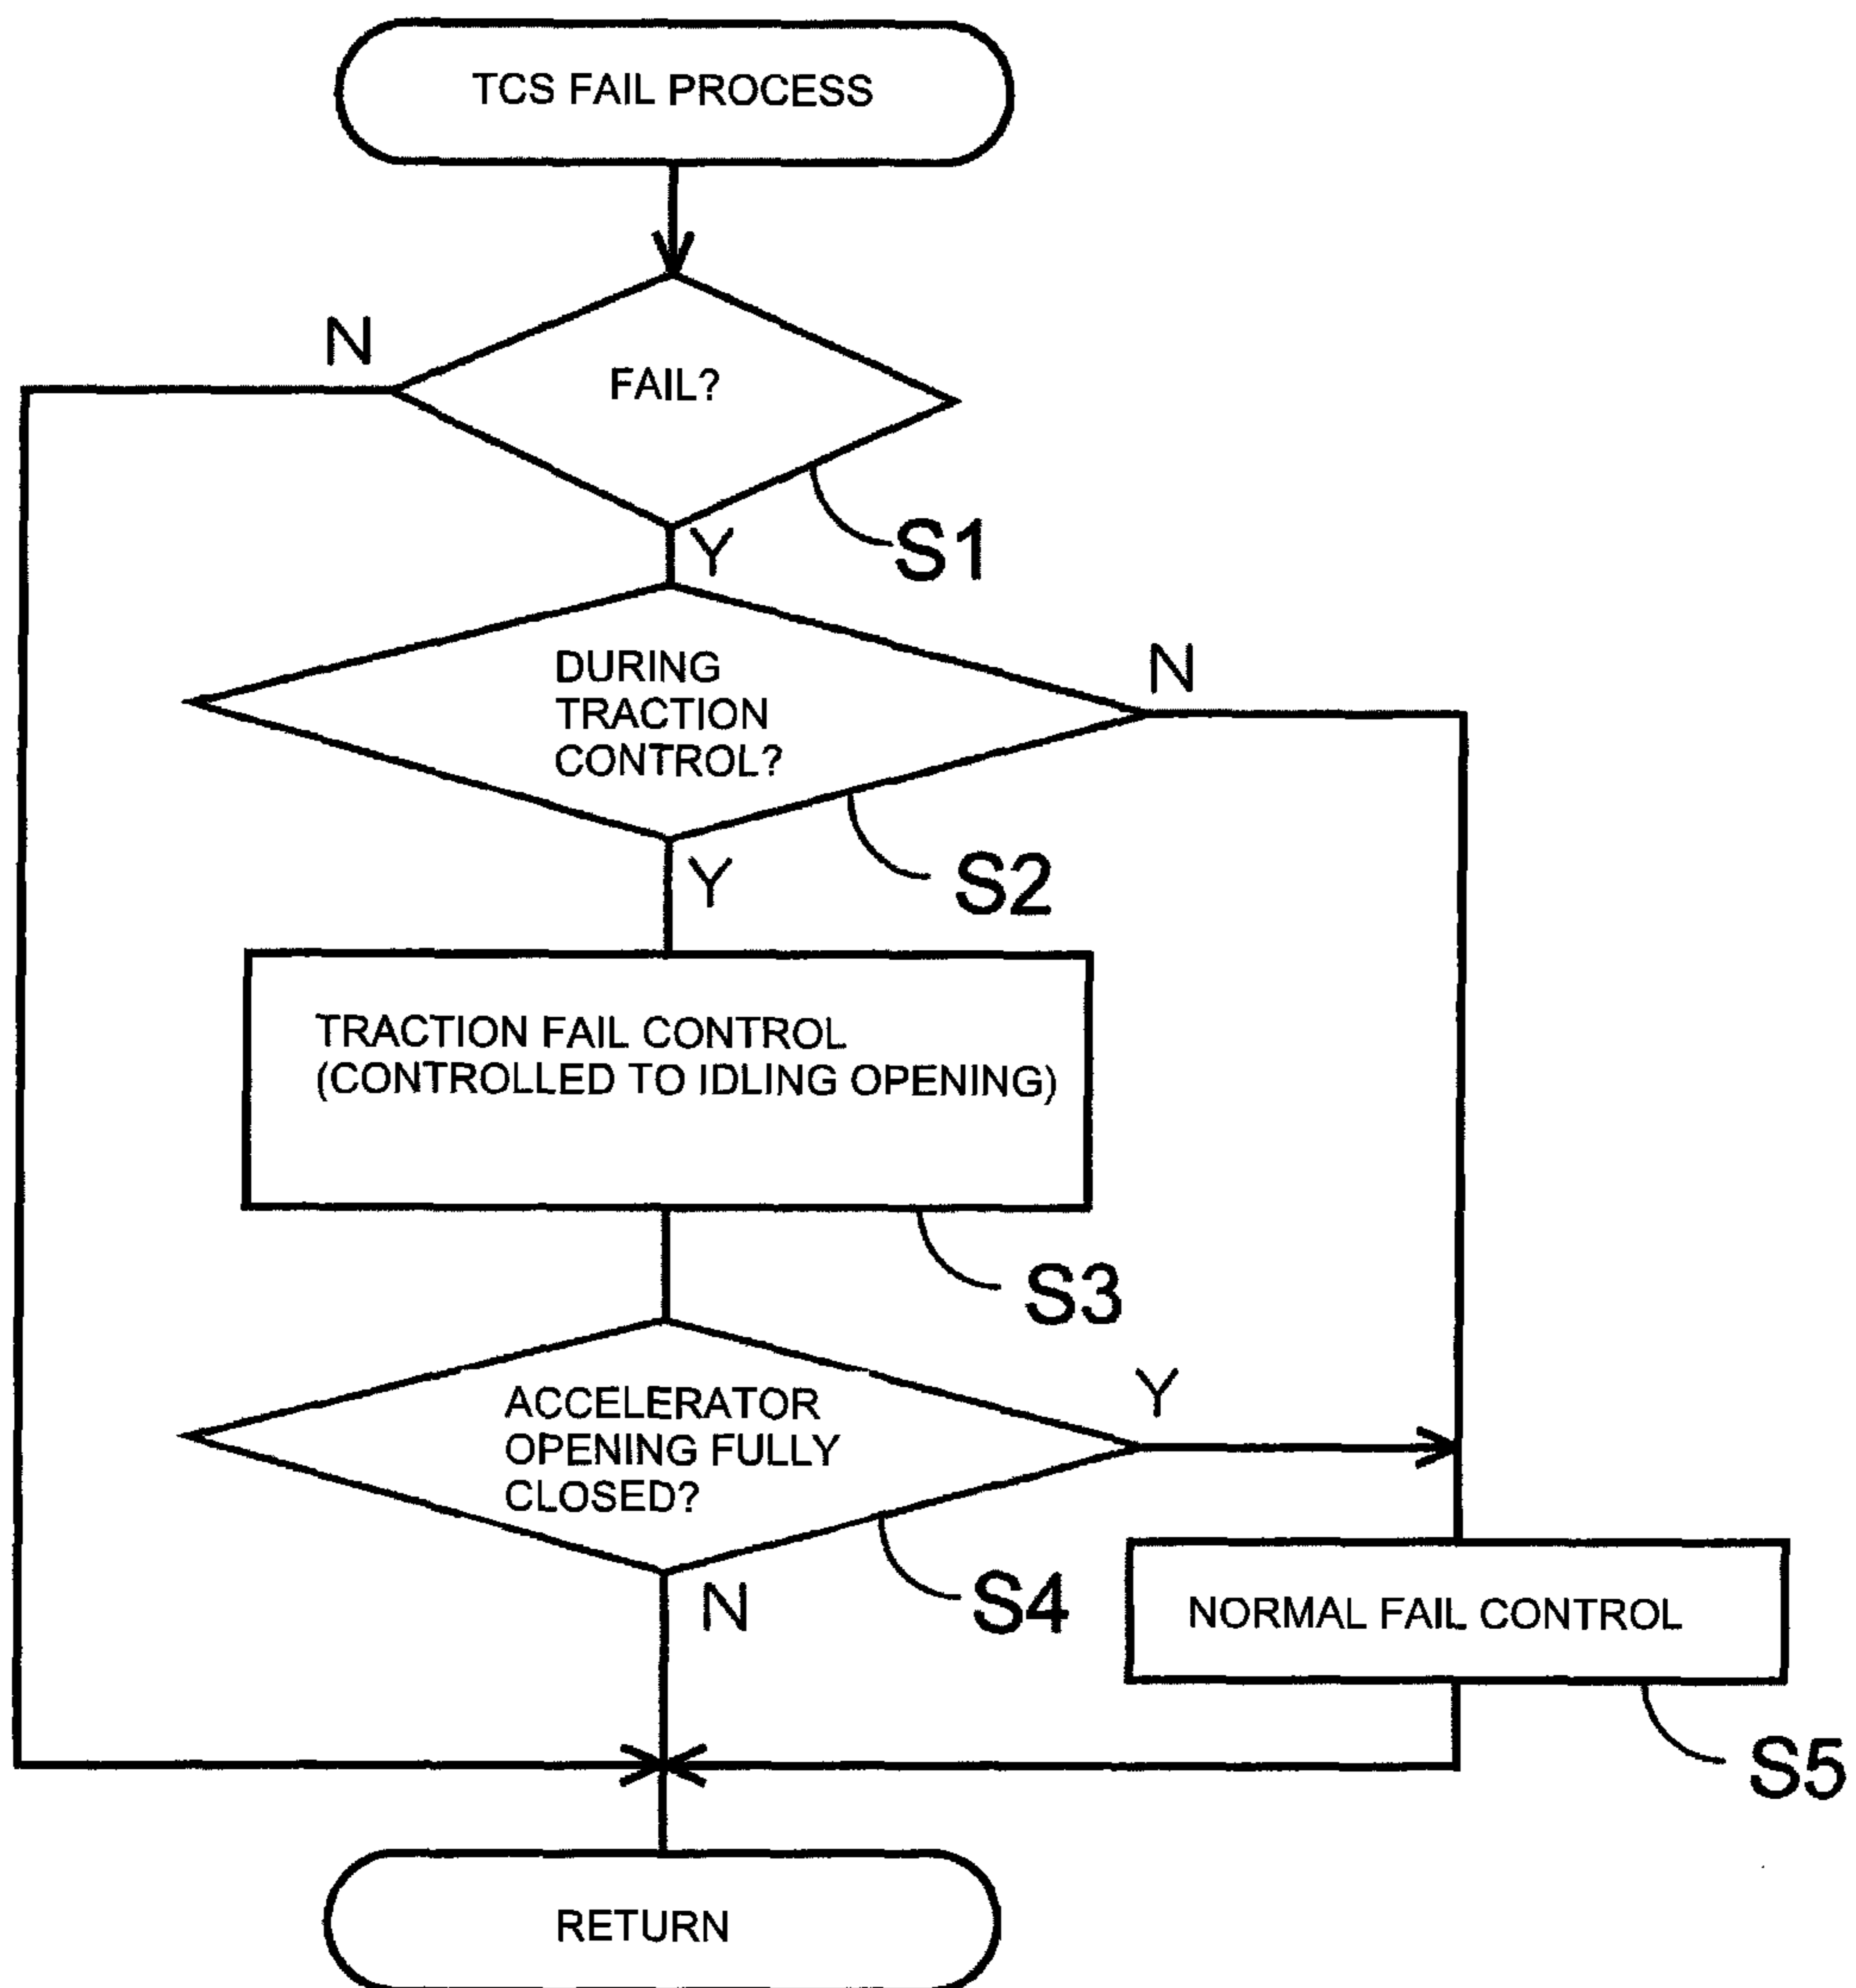 TCS FAIL PROCESS
N
FAIL?
S1
Y
DURING
TRACTION
CONTROL?
N
S2
Y
TRACTION FAIL CONTROL
(CONTROLLED TO IDLING OPENING)
S3
ACCELERATOR
OPENING FULLY
CLOSED?
Y
S4
N
NORMAL FAIL CONTROL
S5
RETURN